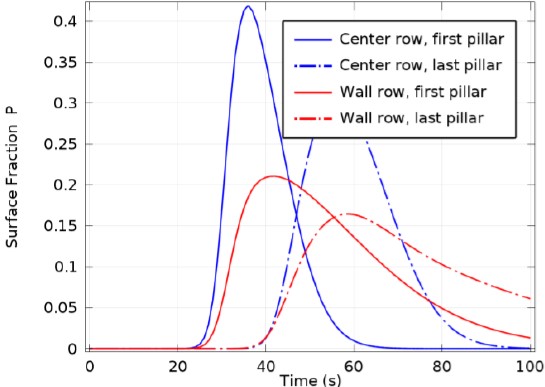 0.4
0.35
0.3
0.25
0.2
0.15
0.1
0.05
0
Surface Fraction P
Center row, first pillar
Center row, last pillar
Wall row, first pillar
Wall row, last pillar
0 20 40 60 80 100
Time (s)